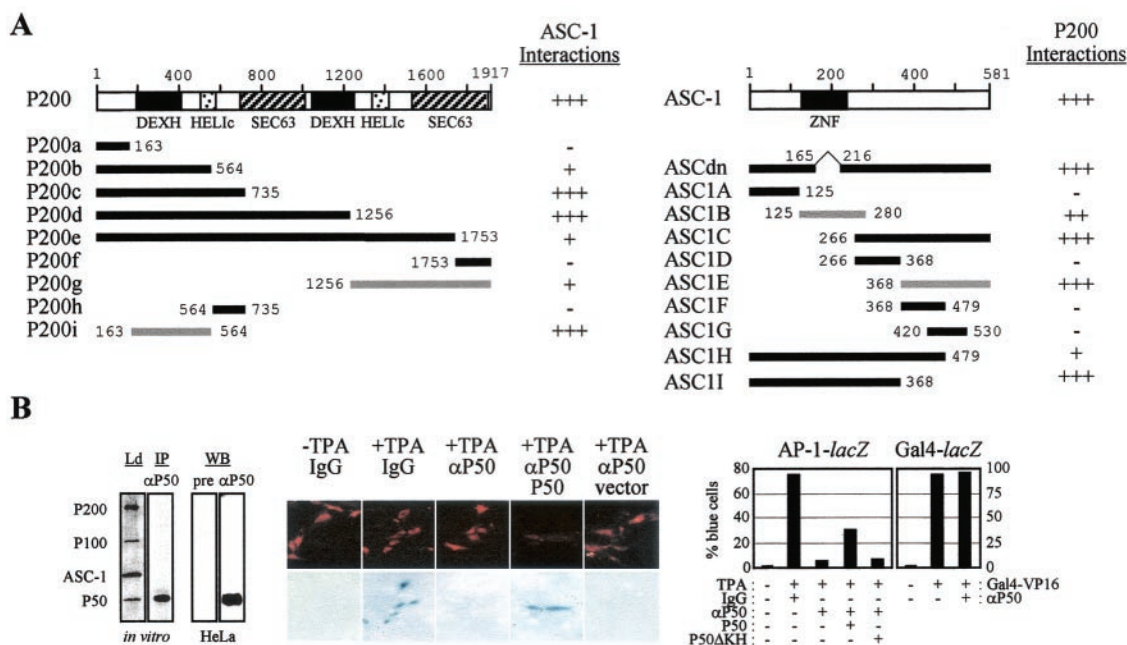 A
ASC-1 Interactions
1 400 800 1200 1600 1917
P200 +++
DEXH HELIc SEC63 DEXH HELIc SEC63
P200a 163 -
P200b 564 +
P200c 735 +++
P200d 1256 +++
P200e 1753 +
P200f 1753 -
P200g 1256 +
P200h 564 735 -
P200i 163 564 +++
P200 Interactions
1 200 400 581
ASC-1 +++
ZNF
ASCdn 165 216 +++
ASC1A 125 -
ASC1B 125 280 ++
ASC1C 266 +++
ASC1D 266 368 -
ASC1E 368 +++
ASC1F 368 479 -
ASC1G 420 530 -
ASC1H 479 +
ASC1I 368 +++
B
Ld IP WB
αP50 pre αP50
P200
P100
ASC-1
P50
in vitro HeLa
-TPA IgG
+TPA IgG
+TPA αP50
+TPA αP50 P50
+TPA αP50 vector
AP-1-lacZ Gal4-lacZ
% blue cells
80 60 40 20 0
100 75 50 25 0
TPA - + + + +
IgG - + - - -
αP50 - - + + +
P50 - - - + -
P50ΔKH - - - - +
- + + Gal4-VP16
- - + αP50